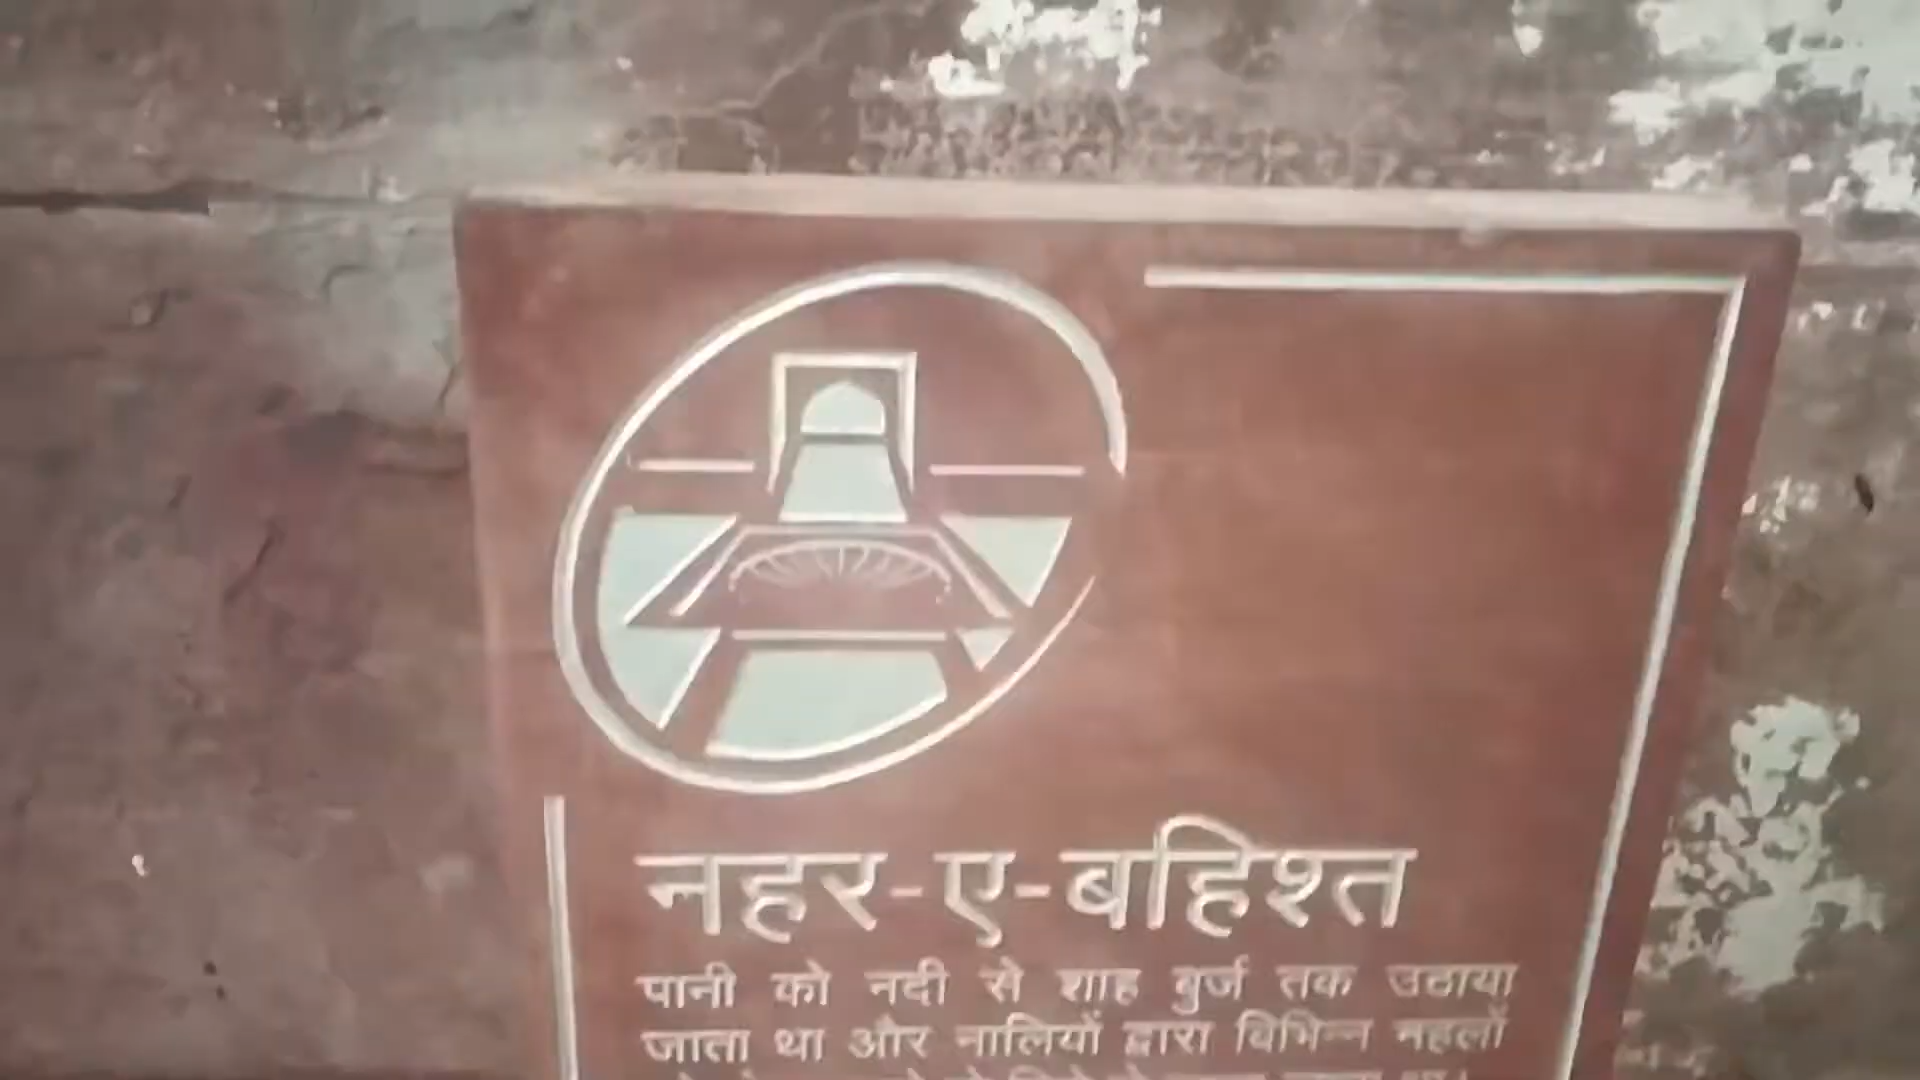 नहर-ए-बहिश्त
पानी को नदी से शाह बुर्ज तक उठाया
जाता था और नालियों द्वारा विभिन्न महलों